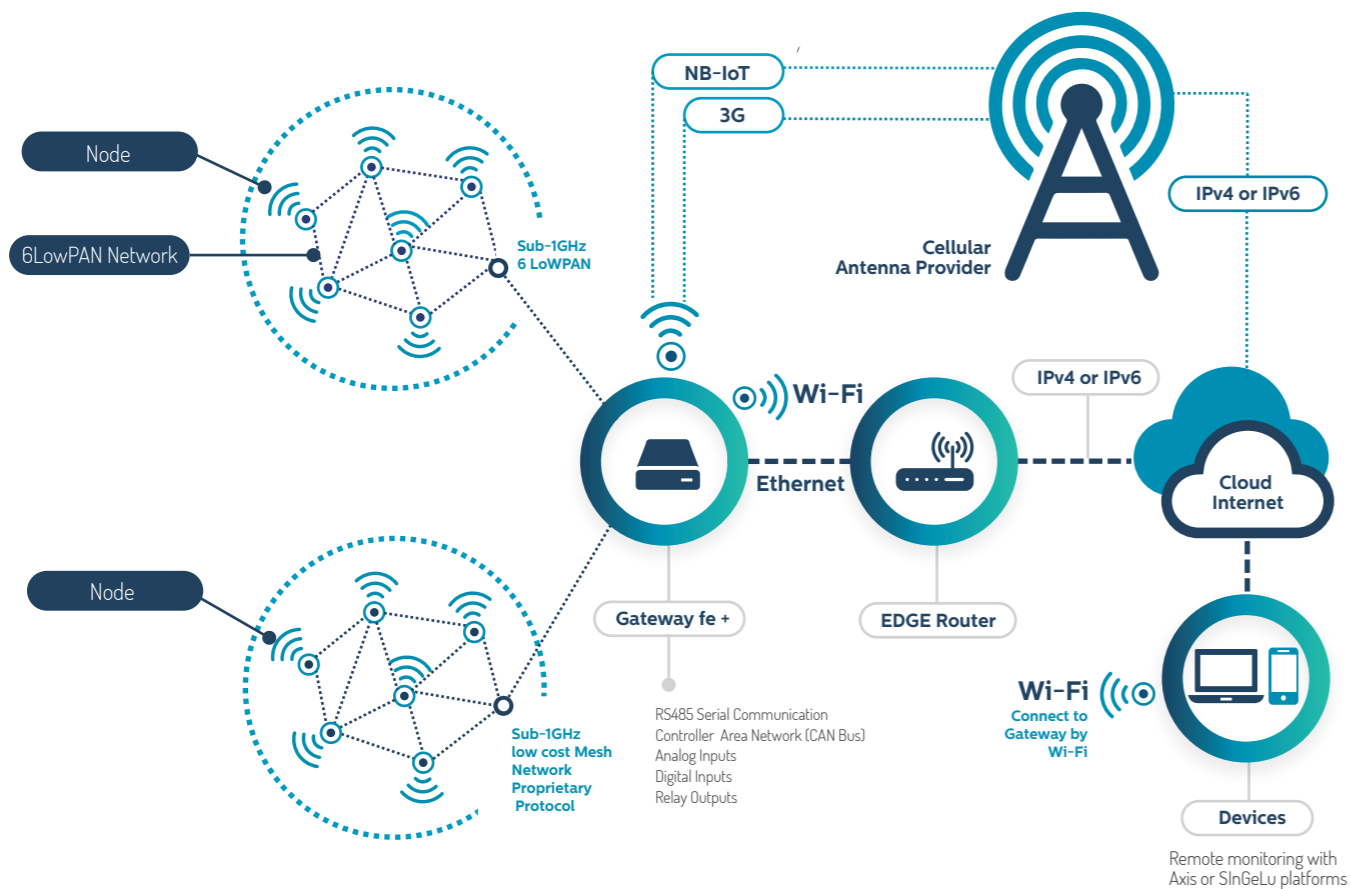 NB-IoT
3G
Node
6LowPAN Network
Sub-1GHz
6 LoWPAN
IPv4 or IPv6
Cellular
Antenna Provider
Wi-Fi
IPv4 or IPv6
Ethernet
Cloud
Internet
Node
Gateway fe +
EDGE Router
Sub-1GHz
low cost Mesh
Network
Proprietary
Protocol
RS485 Serial Communication
Controller Area Network (CAN Bus)
Analog Inputs
Digital Inputs
Relay Outputs
Wi-Fi
Connect to
Gateway by
Wi-Fi
Devices
Remote monitoring with
Axis or SInGeLu platforms